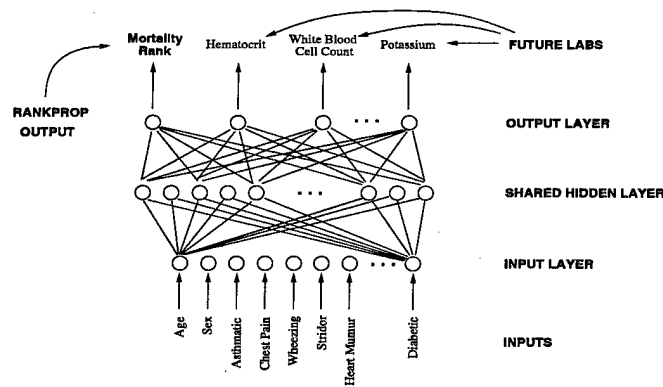 Mortality
Rank
Hematocrit
White Blood
Cell Count
Potassium
FUTURE LABS
RANKPROP
OUTPUT
OUTPUT LAYER
SHARED HIDDEN LAYER
INPUT LAYER
Age
Sex
Asthmatic
Chest Pain
Wheezing
Stridor
Heart Mumur
Diabetic
INPUTS